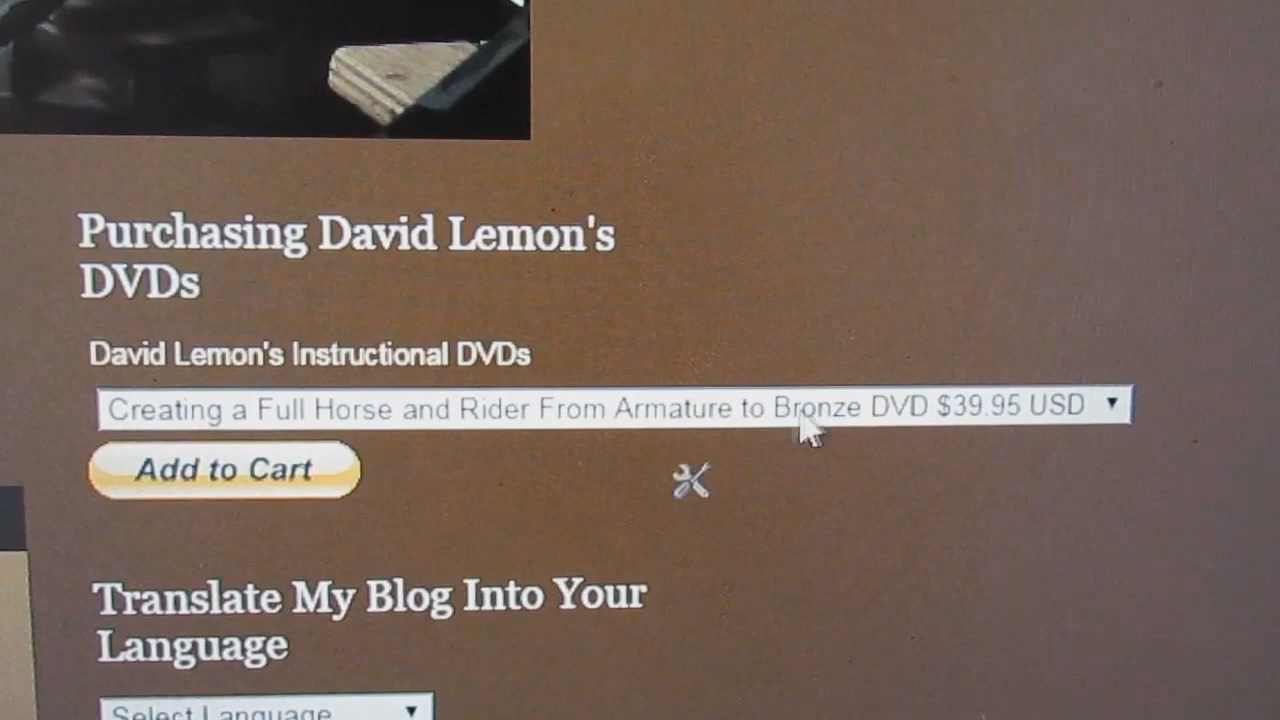 Purchasing David Lemon's
DVDs
David Lemon's Instructional DVDs
Creating a Full Horse and Rider From Armature to Bronze DVD $39.95 USD
Add to Cart
Translate My Blog Into Your
Language
Select Language